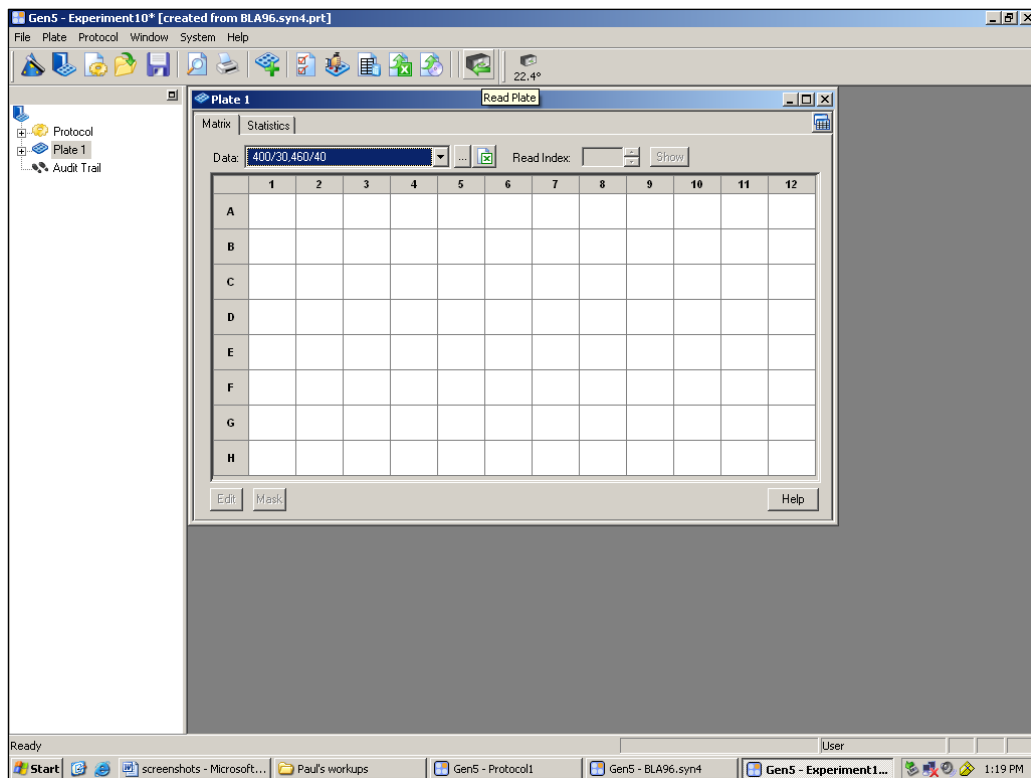 Gen5 - Experiment10* [created from BLA96.syn4.prt]
File Plate Protocol Window System Help
22.4°
Read Plate
Protocol
Plate 1
Audit Trail
Plate 1
Matrix Statistics
Data: 400/30,460/40 ... Read Index: Show
1 2 3 4 5 6 7 8 9 10 11 12
A
B
C
D
E
F
G
H
Edit Mask Help
Ready User
Start screenshots - Microsoft... Paul's workups Gen5 - Protocol1 Gen5 - BLA96.syn4 Gen5 - Experiment1... 1:19 PM